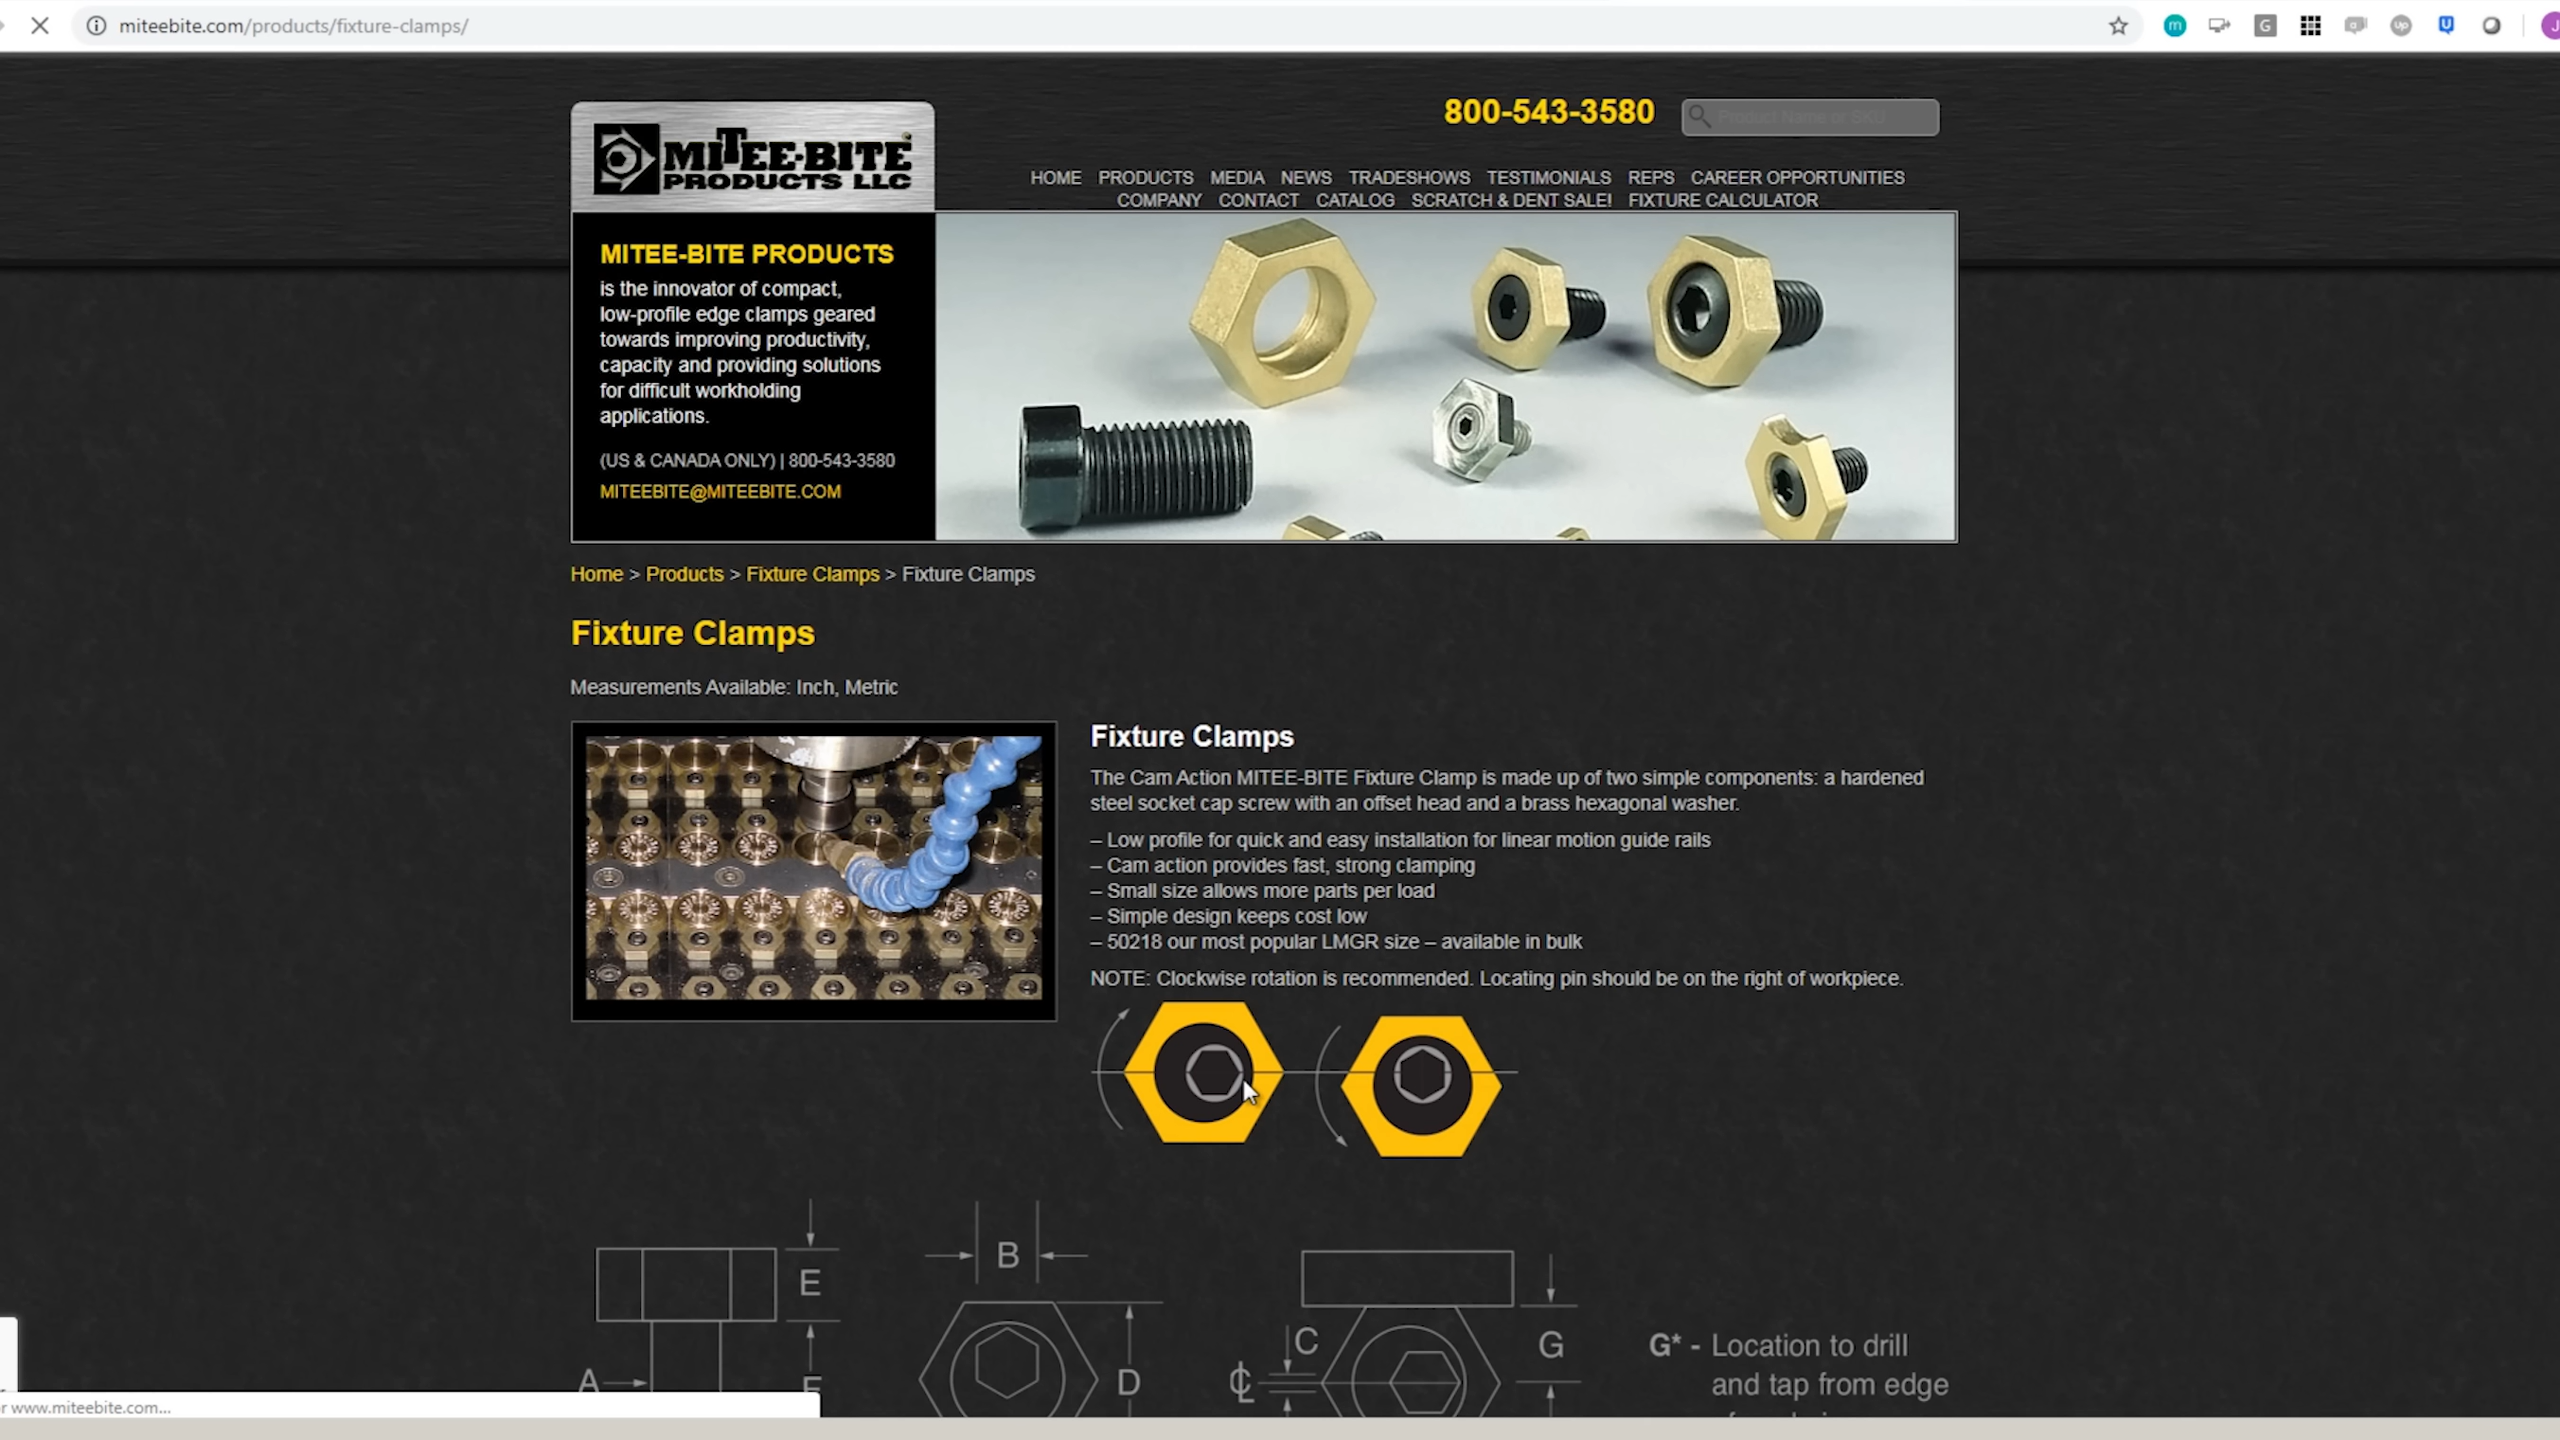 miteebite.com/products/fixture-clamps/
MITEE-BITE
PRODUCTS LLC
800-543-3580
HOME PRODUCTS MEDIA NEWS TRADESHOWS TESTIMONIALS REPS CAREER OPPORTUNITIES
COMPANY CONTACT CATALOG SCRATCH & DENT SALE! FIXTURE CALCULATOR
MITEE-BITE PRODUCTS
is the innovator of compact,
low-profile edge clamps geared
towards improving productivity,
capacity and providing solutions
for difficult workholding
applications.
(US & CANADA ONLY) | 800-543-3580
MITEEBITE@MITEEBITE.COM
Home > Products > Fixture Clamps > Fixture Clamps
Fixture Clamps
Measurements Available: Inch, Metric
Fixture Clamps
The Cam Action MITEE-BITE Fixture Clamp is made up of two simple components: a hardened
steel socket cap screw with an offset head and a brass hexagonal washer.
– Low profile for quick and easy installation for linear motion guide rails
– Cam action provides fast, strong clamping
– Small size allows more parts per load
– Simple design keeps cost low
– 50218 our most popular LMGR size – available in bulk
NOTE: Clockwise rotation is recommended. Locating pin should be on the right of workpiece.
E
B
C
G
A
D
G* - Location to drill
and tap from edge
r www.miteebite.com...